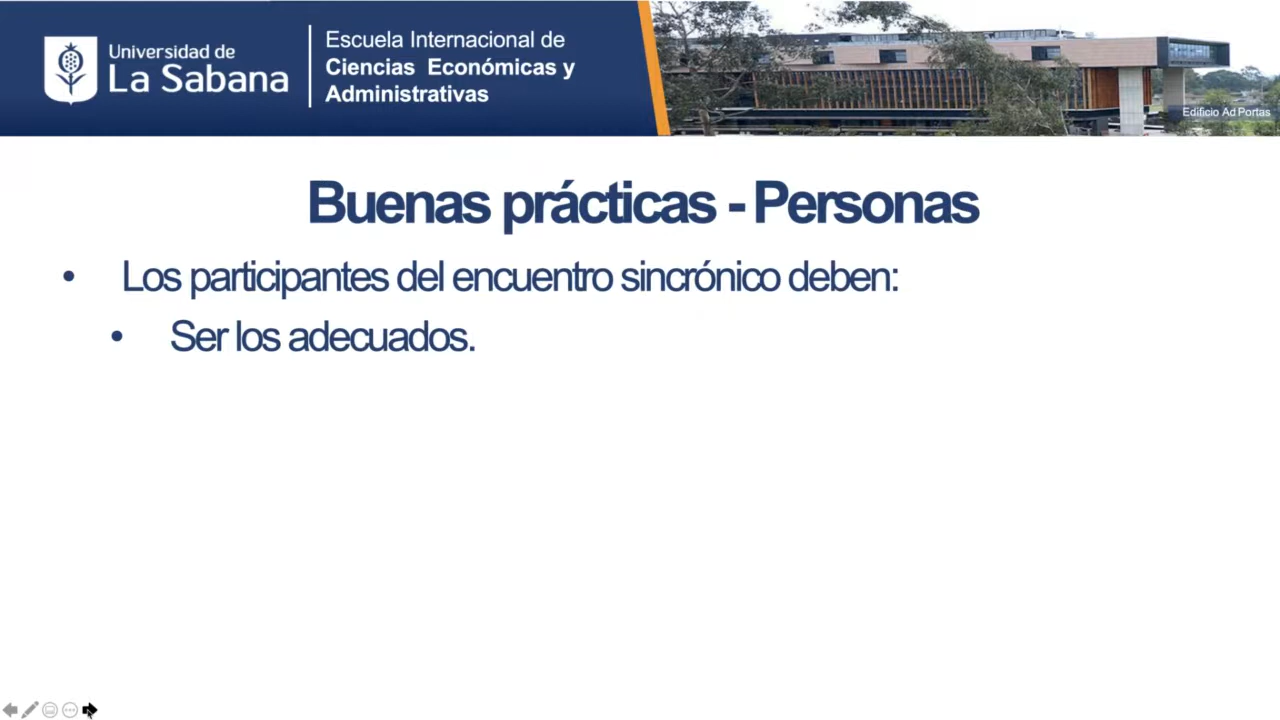 Universidad de
La Sabana
Escuela Internacional de
Ciencias Económicas y
Administrativas
Edificio Ad Portas
Buenas prácticas - Personas
• Los participantes del encuentro sincrónico deben:
• Ser los adecuados.